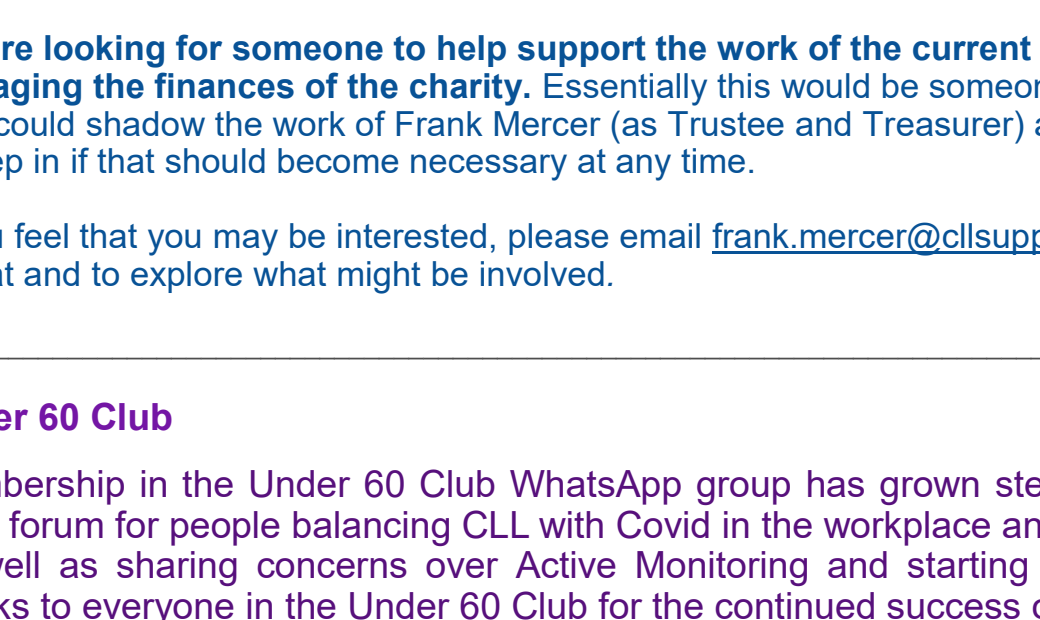 re looking for someone to help support the work of the current
aging the finances of the charity. Essentially this would be someon
could shadow the work of Frank Mercer (as Trustee and Treasurer) a
ep in if that should become necessary at any time.
u feel that you may be interested, please email frank.mercer@cllsupp
at and to explore what might be involved.
er 60 Club
mbership in the Under 60 Club WhatsApp group has grown ste
forum for people balancing CLL with Covid in the workplace an
well as sharing concerns over Active Monitoring and starting
ks to everyone in the Under 60 Club for the continued success o